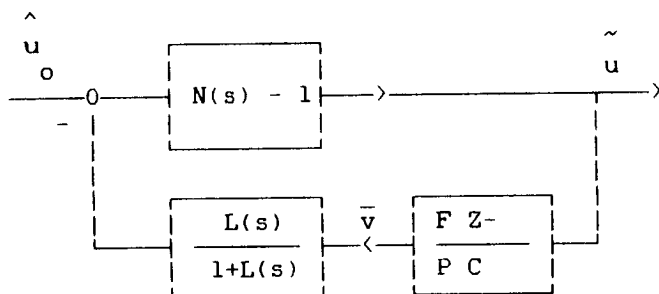 ^ ~
u u
o
O N(s) - 1 >
-
L(s) v̄ F Z-
1+L(s) < P C